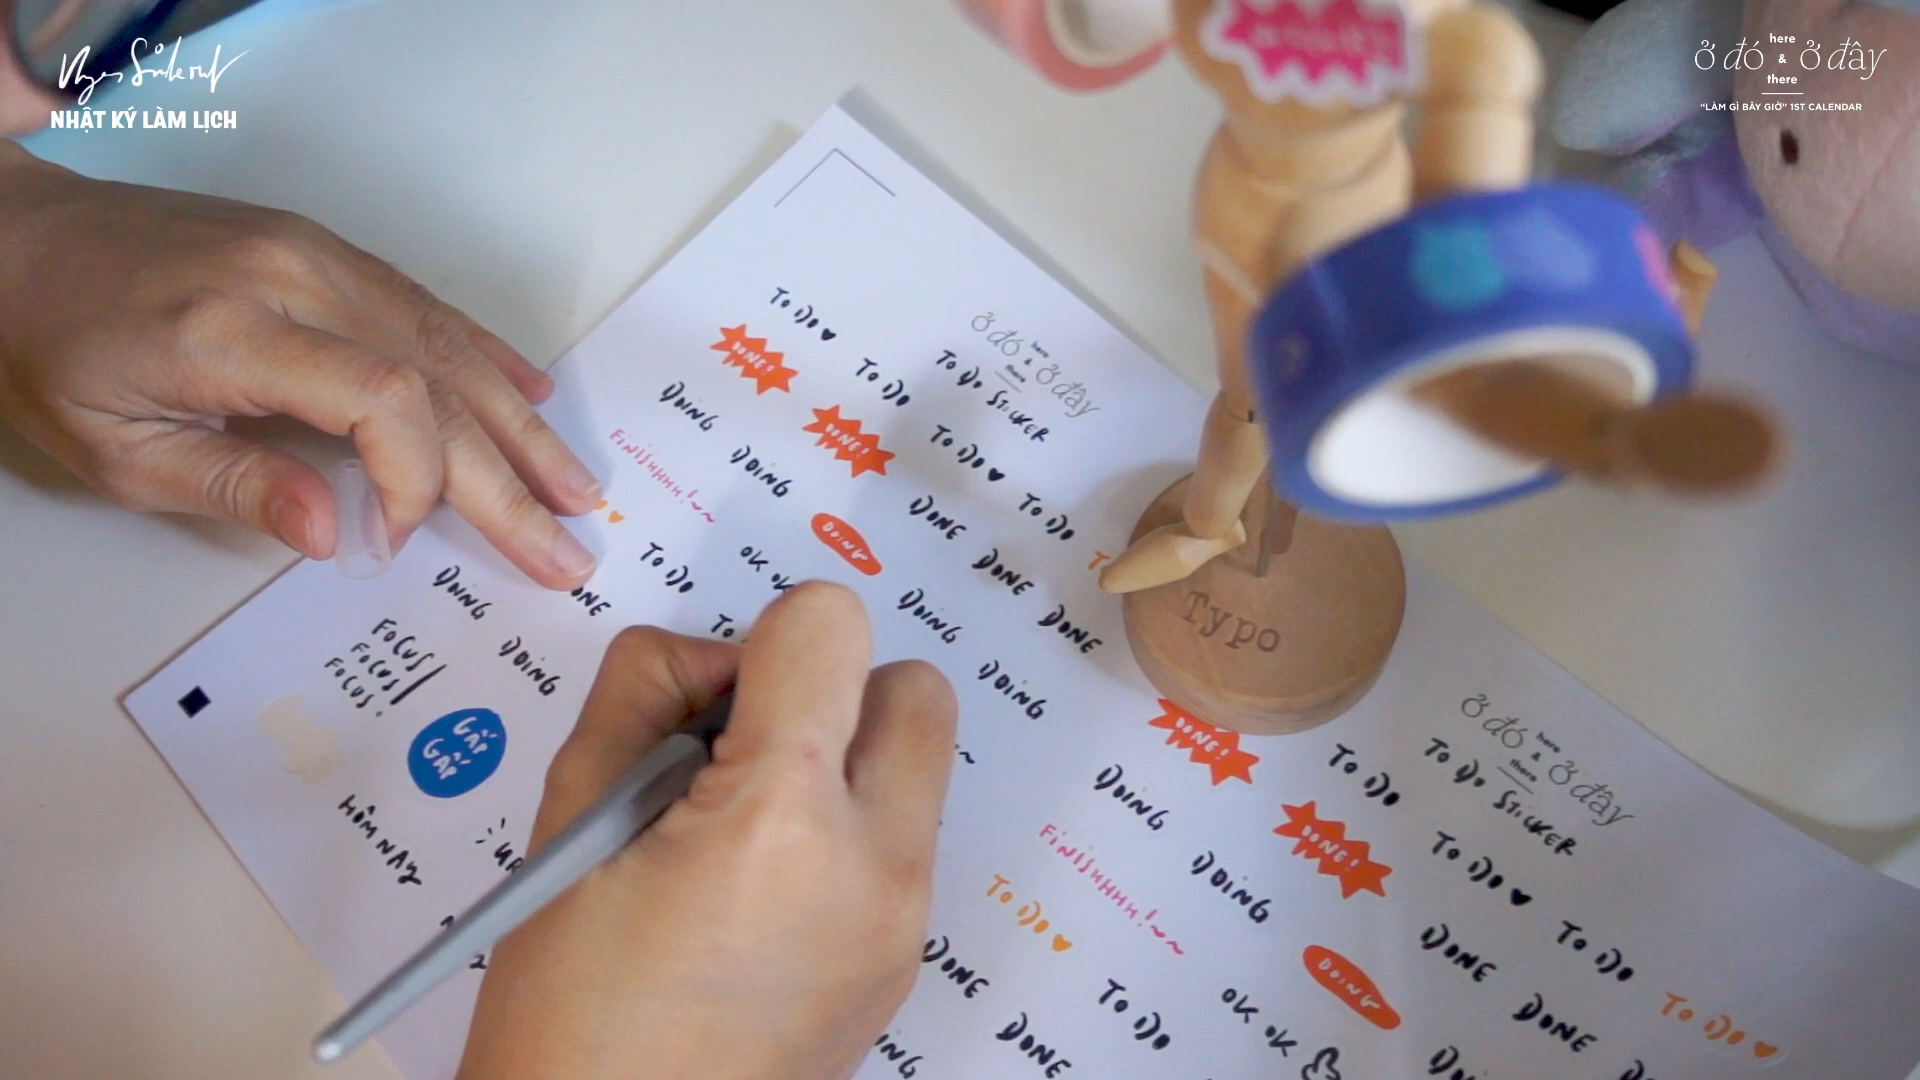 NHẬT KÝ LÀM LỊCH
ở đó here & there ở đây
“LÀM GÌ BÂY GIỜ” 1ST CALENDAR
Typo
ở đó here & there ở đây
TO DO STICKER
TO DO
DONE!
TO DO
DOING
DONE!
TO DO
TO DO
FINISHHHH!
DOING
DONE
DOING
DONE
DONE
OK OK
TO DO
DOING
DOING
DOING
DOING
FOCUS
FOCUS
FOCUS!
GẤP
GẤP
HÔM NAY
ở đó here & there ở đây
TO DO STICKER
DONE!
TO DO
DOING
DONE!
TO DO
TO DO
FINISHHHH!
DOING
DONE
TO DO
TO DO
DOING
DONE
DONE
TO DO
OK OK
DONE